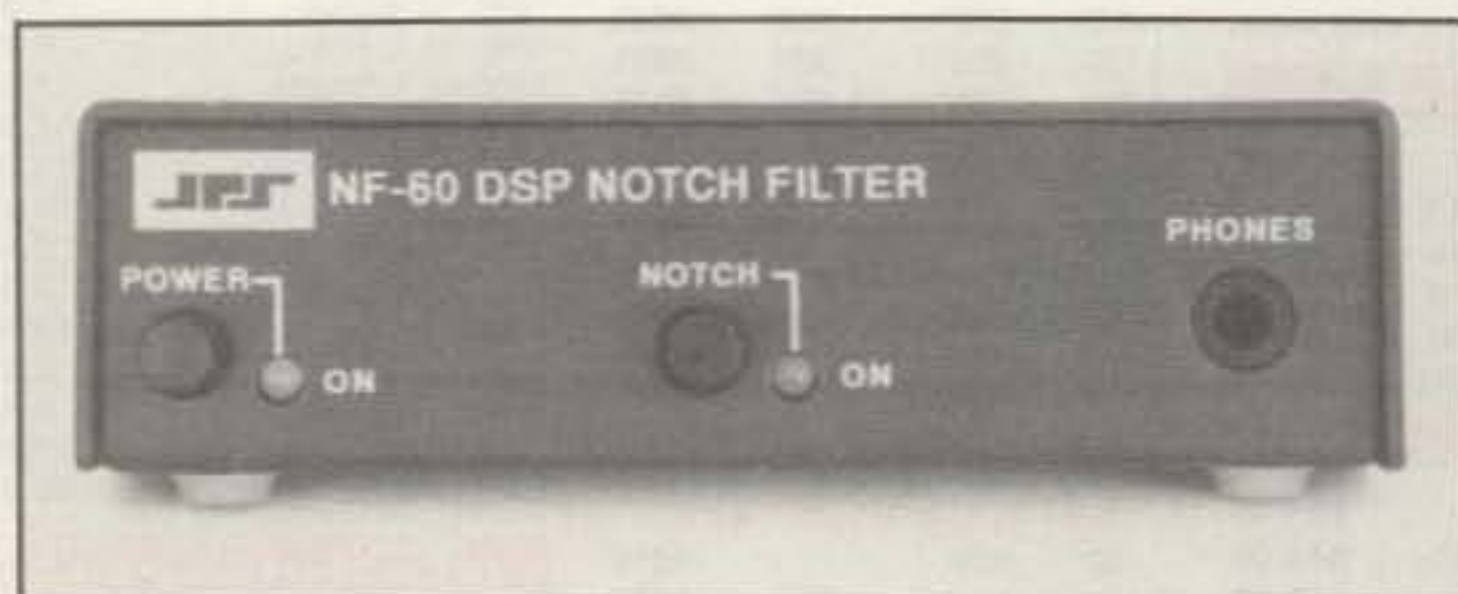 JPS NF-60 DSP NOTCH FILTER
PHONES
POWER NOTCH
ON ON